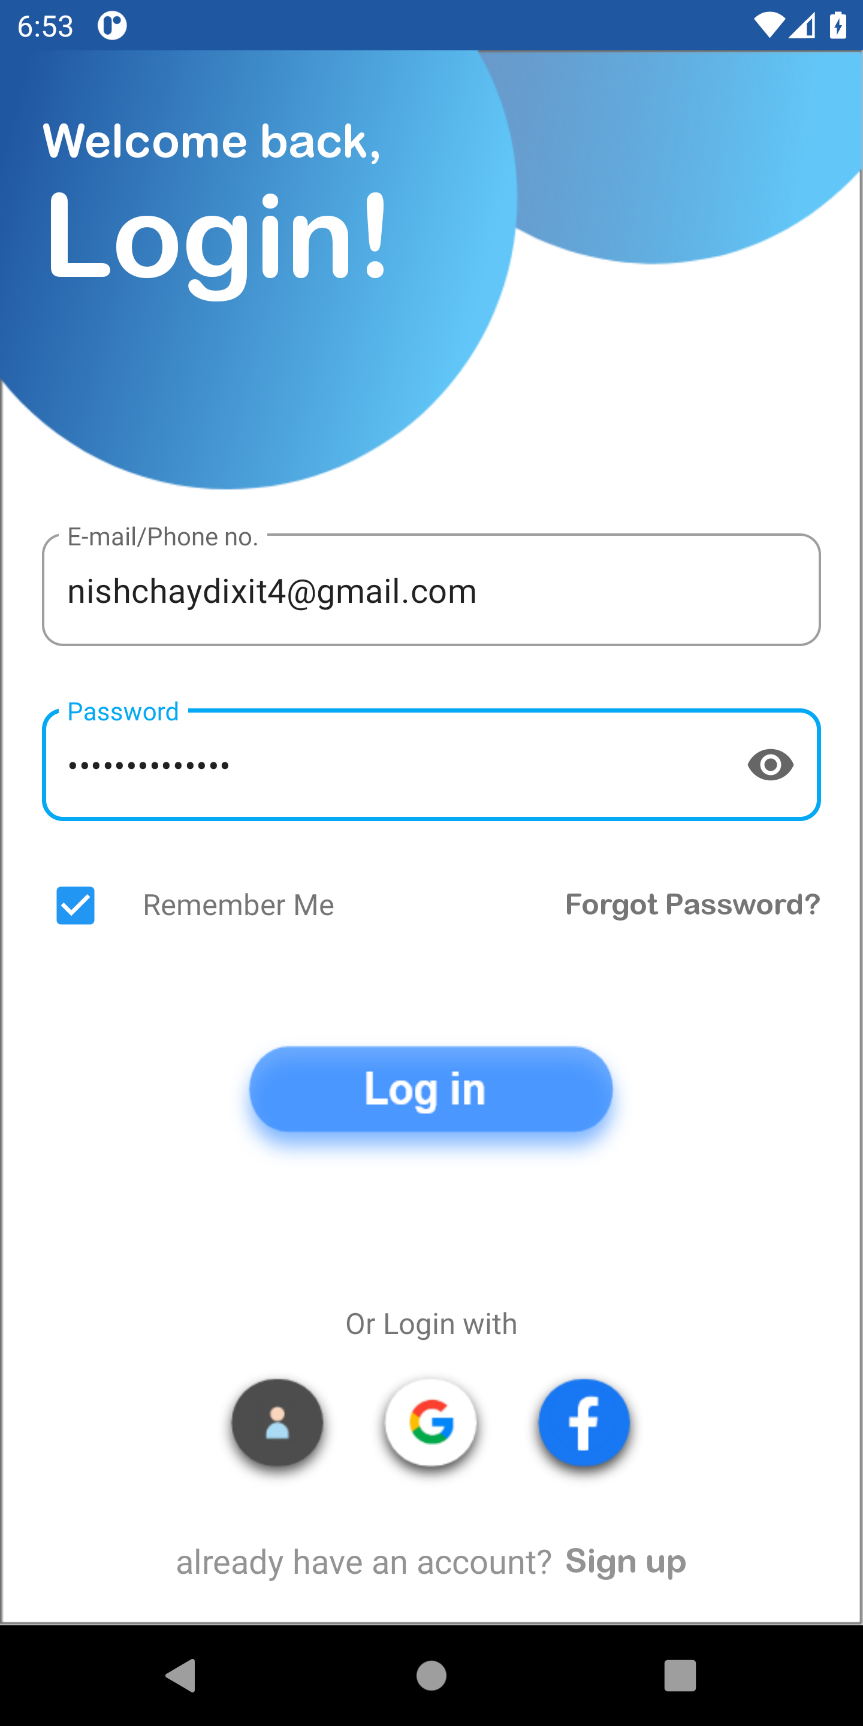 6:53
Welcome back,
Login!
E-mail/Phone no.
nishchaydixit4@gmail.com
Password
••••••••••••••
Remember Me
Forgot Password?
Log in
Or Login with
already have an account? Sign up